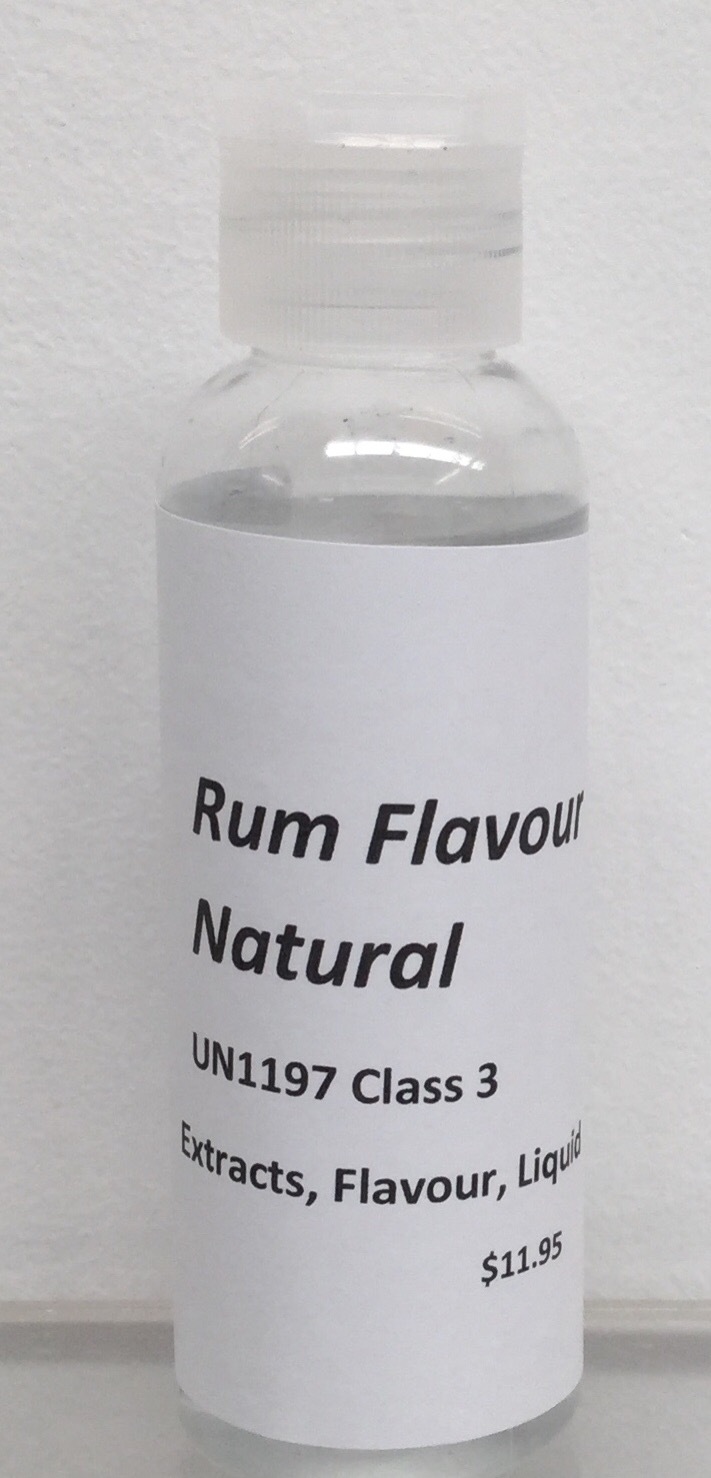 Rum Flavour
Natural
UN1197 Class 3
Extracts, Flavour, Liquid
$11.95